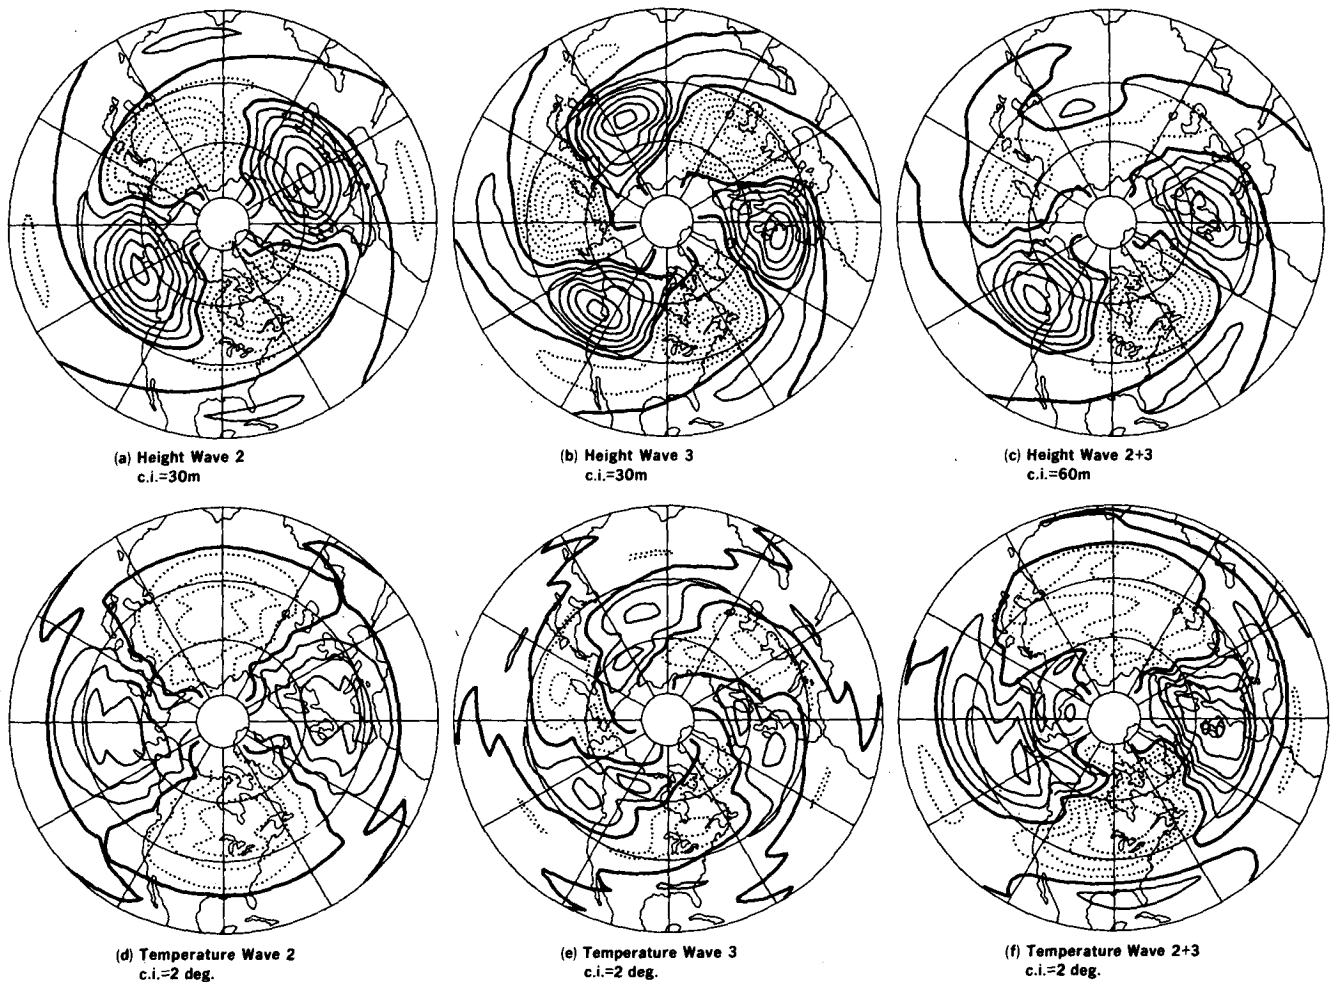 (a) Height Wave 2
c.i.=30m
(b) Height Wave 3
c.i.=30m
(c) Height Wave 2+3
c.i.=60m
(d) Temperature Wave 2
c.i.=2 deg.
(e) Temperature Wave 3
c.i.=2 deg.
(f) Temperature Wave 2+3
c.i.=2 deg.